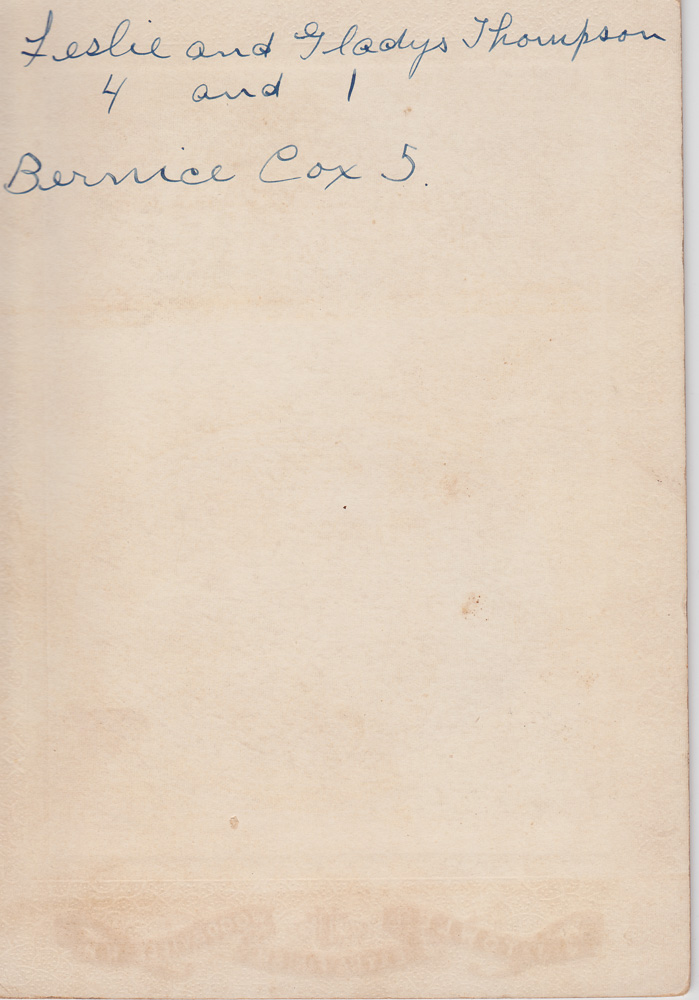 Leslie and Gladys Thompson
4 and 1
Bernice Cox 5.